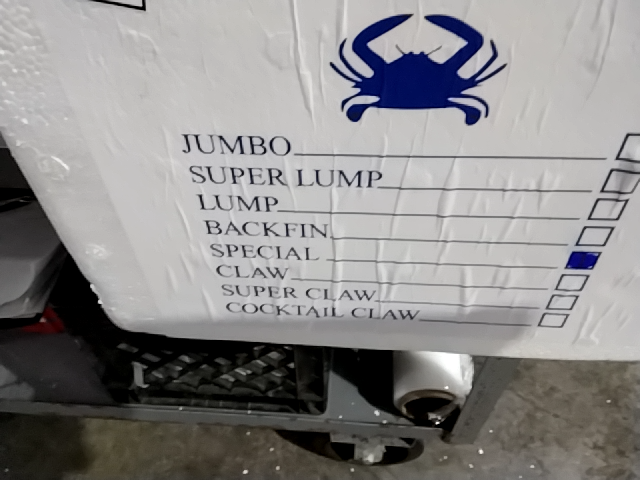 JUMBO
SUPER LUMP
LUMP
BACKFIN
SPECIAL
CLAW
SUPER CLAW
COCKTAIL CLAW